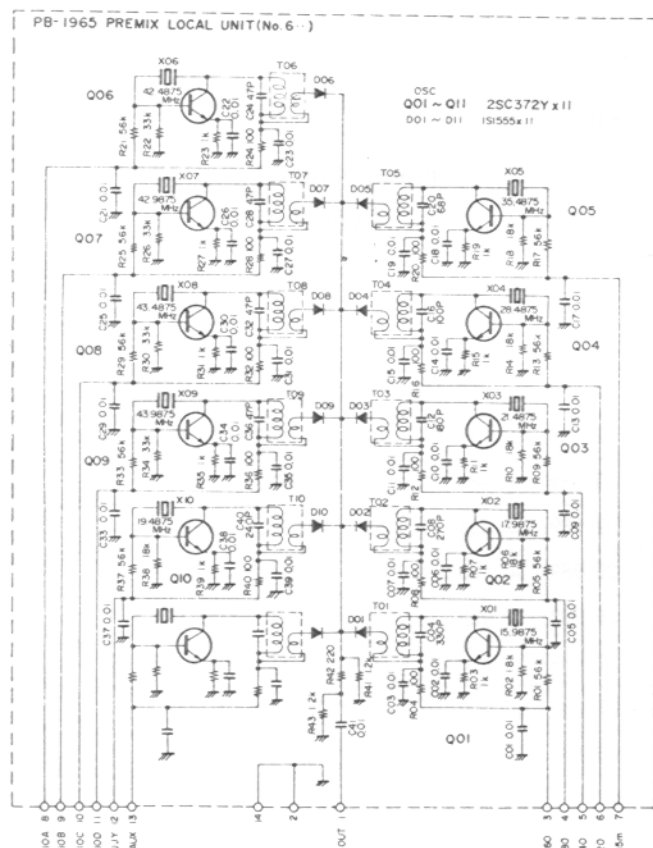 PB-1965 PREMIX LOCAL UNIT (No. 6··)
OSC
Q01 ~ Q11 2SC372Y x 11
D01 ~ D11 1S1555 x 11
Q06
X06
42.4875
MHz
R21 56k
R22 33k
R23 1k
C22 0.01
C24 47P
R24 100
C23 0.01
T06
D06
Q07
X07
42.9875
MHz
C21 0.01
R25 56k
R26 33k
R27 1k
C26 0.01
C28 47P
R28 100
C27 0.01
T07
D07
D05
T05
C20 68P
X05
35.4875
MHz
Q05
C19 0.01
R20 100
C18 0.01
R19 1k
R18 18k
R17 56k
Q08
X08
43.4875
MHz
C25 0.01
R29 56k
R30 33k
R31 1k
C30 0.01
C32 47P
R32 100
C31 0.01
T08
D08
D04
T04
C16 100P
X04
28.4875
MHz
Q04
C15 0.01
R16 100
C14 0.01
R15 1k
R14 18k
R13 56k
C17 0.01
Q09
X09
43.9875
MHz
C29 0.01
R33 56k
R34 33k
R35 1k
C34 0.01
C36 47P
R36 100
C35 0.01
T09
D09
D03
T03
C12 180P
X03
21.4875
MHz
Q03
C11 0.01
R12 100
C10 0.01
R11 1k
R10 18k
R09 56k
C13 0.01
Q10
X10
19.4875
MHz
C33 0.01
R37 56k
R38 18k
R39 1k
C38 0.01
C40 240P
R40 100
C39 0.01
T10
D10
D02
T02
C08 270P
X02
17.9875
MHz
Q02
C07 0.01
R08 100
C06 0.01
R07 1k
R06 18k
R05 56k
C09 0.01
C37 0.01
D01
T01
C04 330P
X01
15.9875
MHz
Q01
R42 220
R41 1.2k
R43 1.2k
C41 0.01
C03 0.01
R04 100
C02 0.01
R03 1k
R02 18k
R01 56k
C05 0.01
C01 0.01
10A 8
10B 9
10C 10
10D 11
JJY 12
AUX 13
14
2
OUT 1
160 3
80 4
40 5
20 6
15m 7